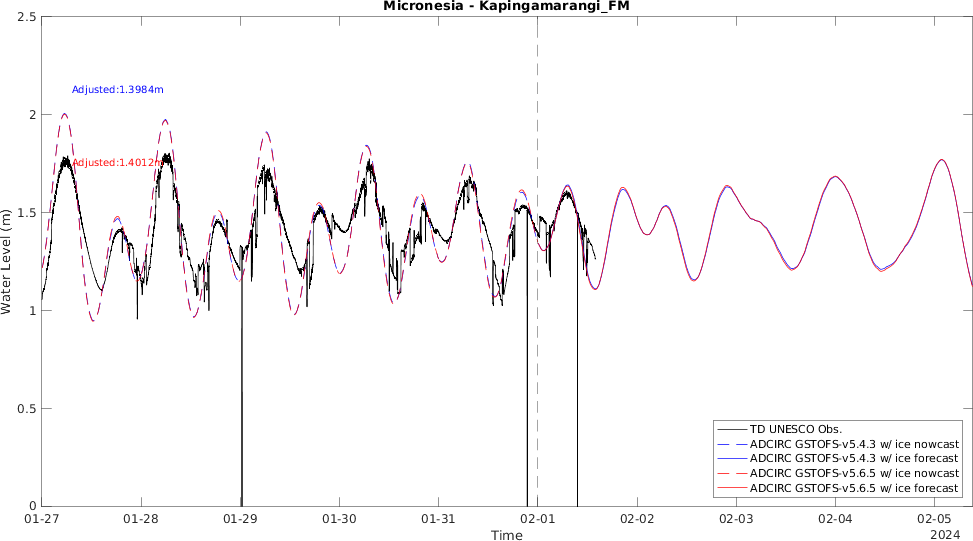 Micronesia - Kapingamarangi_FM
2.5
Adjusted:1.3984m
2
Adjusted:1.4012m
1.5
Water Level (m)
1
0.5
TD UNESCO Obs.
ADCIRC GSTOFS-v5.4.3 w/ ice nowcast
ADCIRC GSTOFS-v5.4.3 w/ ice forecast
ADCIRC GSTOFS-v5.6.5 w/ ice nowcast
ADCIRC GSTOFS-v5.6.5 w/ ice forecast
0
01-27 01-28 01-29 01-30 01-31 02-01 02-02 02-03 02-04 02-05
Time
2024